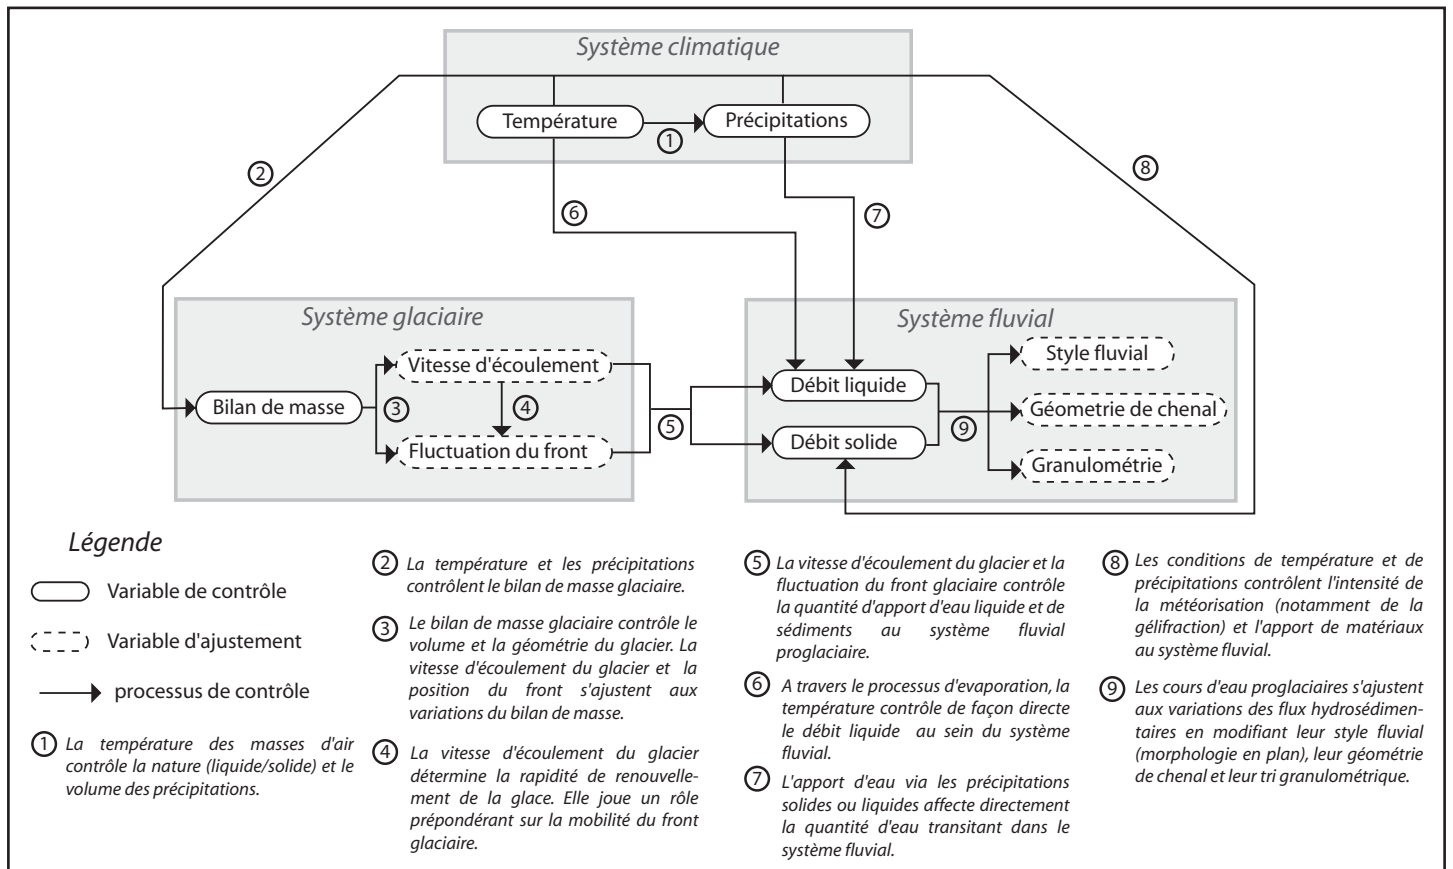 Système climatique
Température
Précipitations
1
2
8
6
7
Système glaciaire
Système fluvial
Vitesse d'écoulement
Bilan de masse
3
4
Fluctuation du front
5
Débit liquide
Débit solide
9
Style fluvial
Géometrie de chenal
Granulométrie
Légende
Variable de contrôle
Variable d'ajustement
processus de contrôle
1 La température des masses d'air
contrôle la nature (liquide/solide) et le
volume des précipitations.
2 La température et les précipitations
contrôlent le bilan de masse glaciaire.
3 Le bilan de masse glaciaire contrôle le
volume et la géométrie du glacier. La
vitesse d'écoulement du glacier et la
position du front s'ajustent aux
variations du bilan de masse.
4 La vitesse d'écoulement du glacier
détermine la rapidité de renouvelle-
ment de la glace. Elle joue un rôle
prépondérant sur la mobilité du front
glaciaire.
5 La vitesse d'écoulement du glacier et la
fluctuation du front glaciaire contrôle
la quantité d'apport d'eau liquide et de
sédiments au système fluvial
proglaciaire.
6 A travers le processus d'evaporation, la
température contrôle de façon directe
le débit liquide au sein du système
fluvial.
7 L'apport d'eau via les précipitations
solides ou liquides affecte directement
la quantité d'eau transitant dans le
système fluvial.
8 Les conditions de température et de
précipitations contrôlent l'intensité de
la météorisation (notamment de la
gélifraction) et l'apport de matériaux
au système fluvial.
9 Les cours d'eau proglaciaires s'ajustent
aux variations des flux hydrosédimen-
taires en modifiant leur style fluvial
(morphologie en plan), leur géométrie
de chenal et leur tri granulométrique.